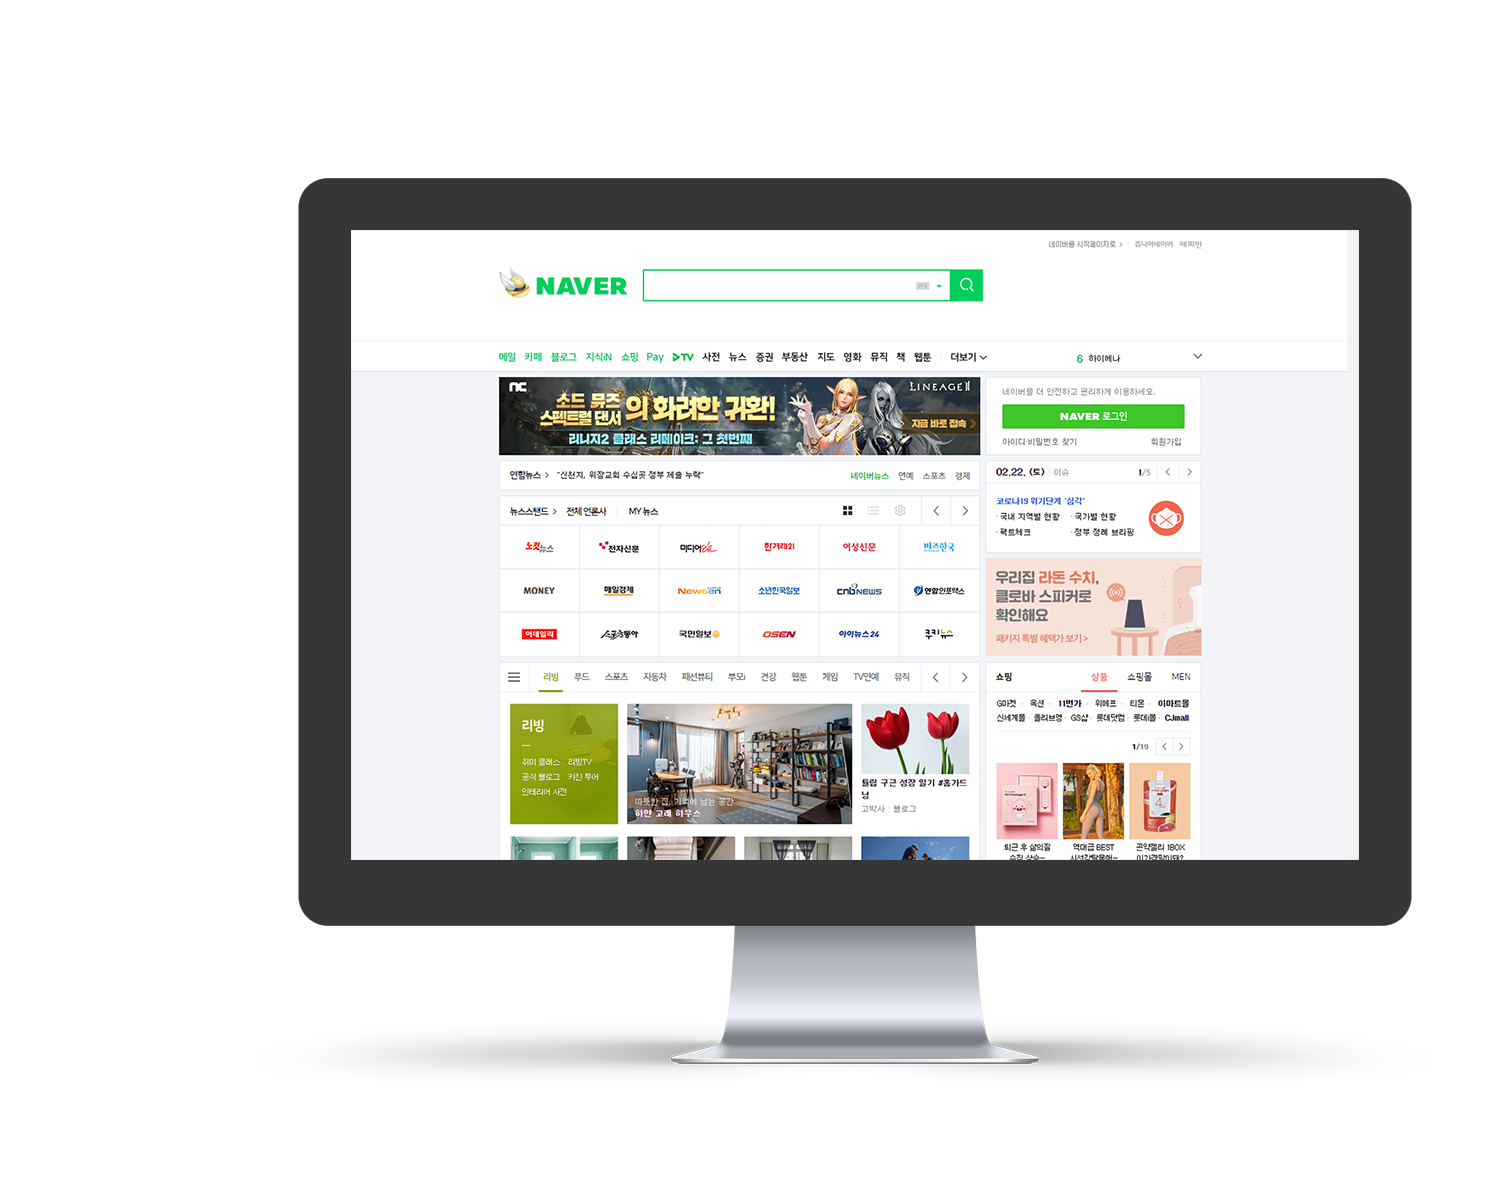 네이버를 시작페이지로 > 쥬니어네이버 해피빈
NAVER
메일 카페 블로그 지식iN 쇼핑 Pay TV 사전 뉴스 증권 부동산 지도 영화 뮤직 책 웹툰 더보기
6 하이에나
nc
LINEAGE II
소드 뮤즈
스펙트럴 댄서 의 화려한 귀환!
지금 바로 접속 >
리니지2 클래스 리메이크: 그 첫번째
네이버를 더 안전하고 편리하게 이용하세요.
NAVER 로그인
아이디·비밀번호 찾기 회원가입
연합뉴스 > "신천지, 위장교회 수십곳 정부 제출 누락"
네이버뉴스 연예 스포츠 경제
02.22. (토) 이슈 1/5
코로나19 위기단계 '심각'
· 국내 지역별 현황 · 국가별 현황
· 팩트체크 · 정부 정례 브리핑
뉴스스탠드 > 전체 언론사 MY 뉴스
노컷뉴스 전자신문 미디어오늘 한겨레21 여성신문 비즈한국
MONEY 매일경제 Newsen 소년한국일보 cnbNEWS 연합인포맥스
이데일리 스포츠동아 국민일보 OSEN 아이뉴스24 쿠키뉴스
우리집 라돈 수치,
클로바 스피커로
확인해요
패키지 특별 혜택가 보기 >
리빙 푸드 스포츠 자동차 패션뷰티 부모i 건강 웹툰 게임 TV연예 뮤직
쇼핑 상품 쇼핑몰 MEN
G마켓 · 옥션 · 11번가 · 위메프 · 티몬 · 이마트몰
신세계몰 · 올리브영 · GS샵 · 롯데닷컴 · 롯데i몰 · CJmall
1/19
리빙
취미 클래스 리빙TV
공식 블로그 키친 투어
인테리어 사전
따뜻한 집, 기억에 남는 공간
하얀 고래 하우스
튤립 구근 성장 일기 #홈가드
닝
고박사 | 블로그
퇴근 후 삶의질
수직 상승~
역대급 BEST
시선강탈몸매~
곤약젤리 180X